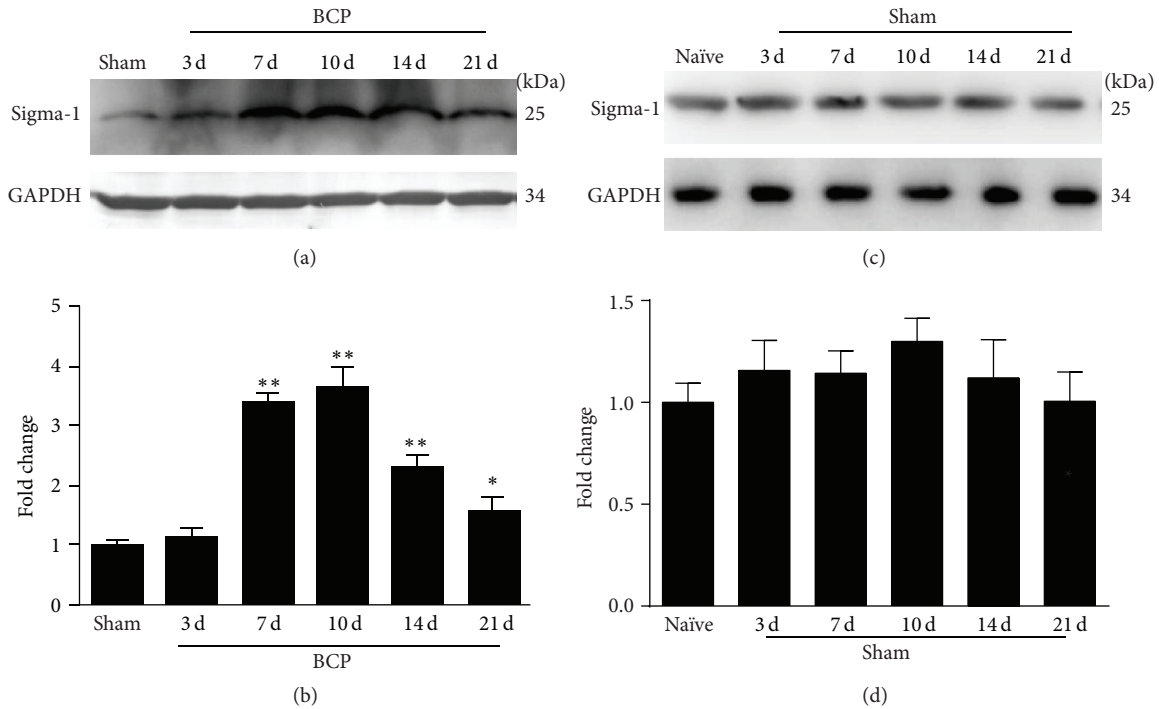 BCP
Sham 3 d 7 d 10 d 14 d 21 d
(kDa)
Sigma-1 25
GAPDH 34
(a)
Sham
Naïve 3 d 7 d 10 d 14 d 21 d
(kDa)
Sigma-1 25
GAPDH 34
(c)
5
4
3
2
1
0
Fold change
**
**
**
*
Sham 3 d 7 d 10 d 14 d 21 d
BCP
(b)
1.5
1.0
0.5
0.0
Fold change
Naïve 3 d 7 d 10 d 14 d 21 d
Sham
(d)